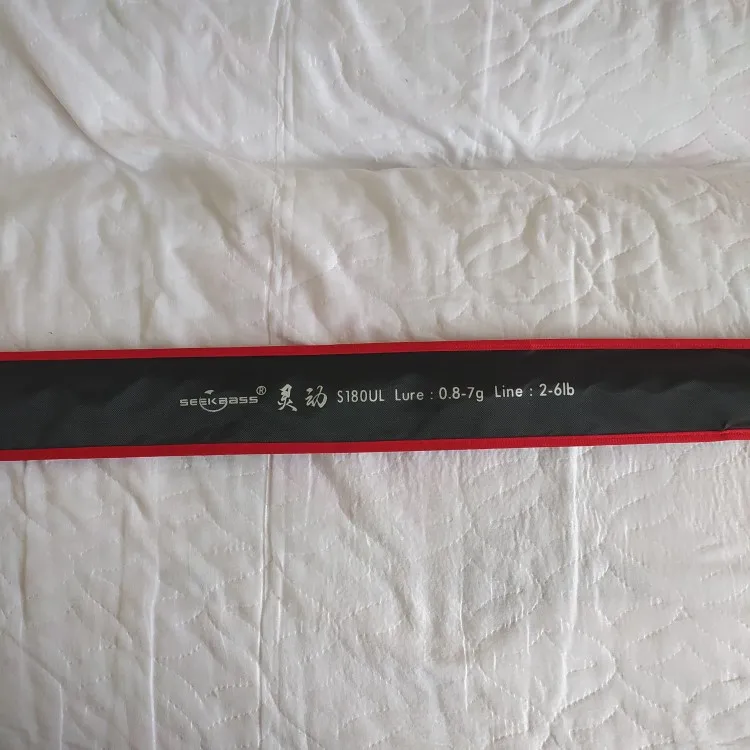 SEEKBASS® 灵动 S180UL Lure : 0.8-7g Line : 2-6lb